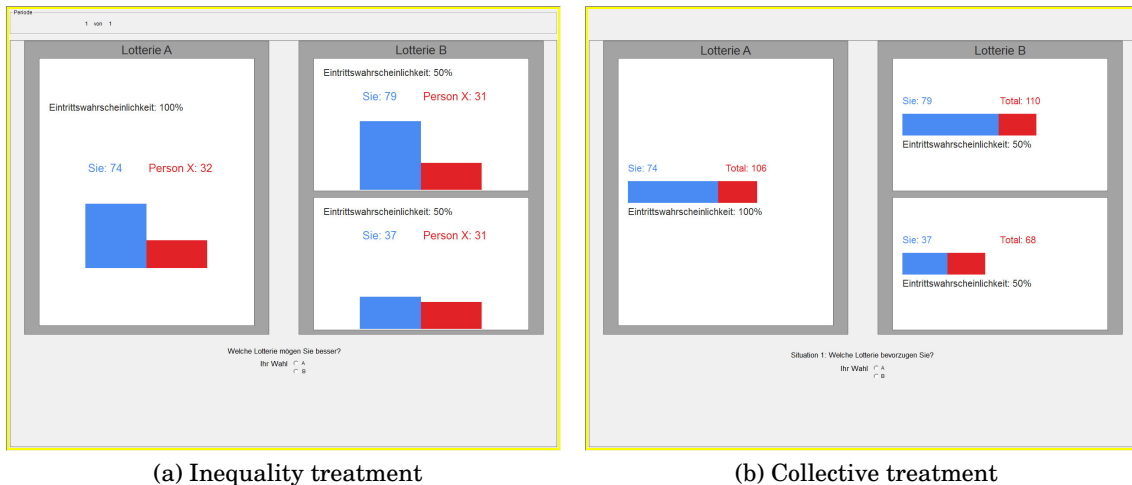 Periode
1 von 1
Lotterie A
Lotterie B
Eintrittswahrscheinlichkeit: 100%
Sie: 74 Person X: 32
Eintrittswahrscheinlichkeit: 50%
Sie: 79 Person X: 31
Eintrittswahrscheinlichkeit: 50%
Sie: 37 Person X: 31
Welche Lotterie mögen Sie besser?
Ihr Wahl A
B
(a) Inequality treatment
Lotterie A
Lotterie B
Sie: 74 Total: 106
Eintrittswahrscheinlichkeit: 100%
Sie: 79 Total: 110
Eintrittswahrscheinlichkeit: 50%
Sie: 37 Total: 68
Eintrittswahrscheinlichkeit: 50%
Situation 1: Welche Lotterie bevorzugen Sie?
Ihr Wahl A
B
(b) Collective treatment